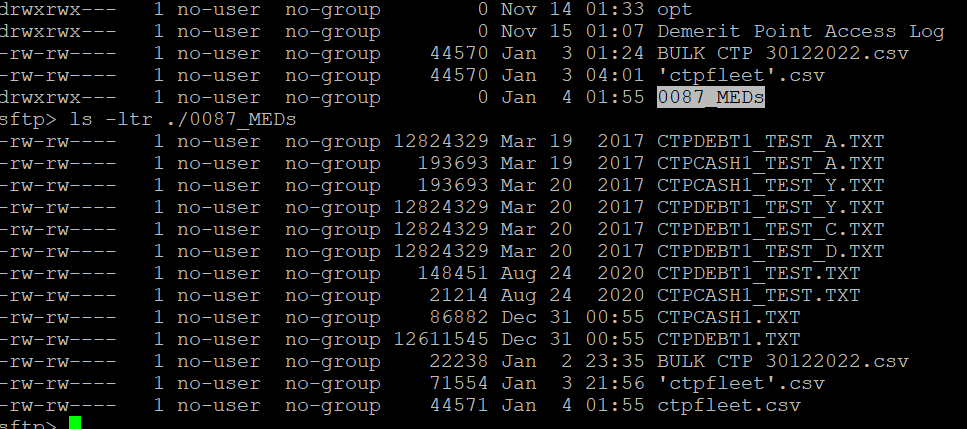 drwxrwx---   1 no-user  no-group        0 Nov 14 01:33 opt
drwxrwx---   1 no-user  no-group        0 Nov 15 01:07 Demerit Point Access Log
-rw-rw----   1 no-user  no-group    44570 Jan  3 01:24 BULK CTP 30122022.csv
-rw-rw----   1 no-user  no-group    44570 Jan  3 04:01 'ctpfleet'.csv
drwxrwx---   1 no-user  no-group        0 Jan  4 01:55 0087_MEDs
sftp> ls -ltr ./0087_MEDs
-rw-rw----   1 no-user  no-group 12824329 Mar 19  2017 CTPDEBT1_TEST_A.TXT
-rw-rw----   1 no-user  no-group   193693 Mar 19  2017 CTPCASH1_TEST_A.TXT
-rw-rw----   1 no-user  no-group   193693 Mar 20  2017 CTPCASH1_TEST_Y.TXT
-rw-rw----   1 no-user  no-group 12824329 Mar 20  2017 CTPDEBT1_TEST_Y.TXT
-rw-rw----   1 no-user  no-group 12824329 Mar 20  2017 CTPDEBT1_TEST_C.TXT
-rw-rw----   1 no-user  no-group 12824329 Mar 20  2017 CTPDEBT1_TEST_D.TXT
-rw-rw----   1 no-user  no-group   148451 Aug 24  2020 CTPDEBT1_TEST.TXT
-rw-rw----   1 no-user  no-group    21214 Aug 24  2020 CTPCASH1_TEST.TXT
-rw-rw----   1 no-user  no-group    86882 Dec 31 00:55 CTPCASH1.TXT
-rw-rw----   1 no-user  no-group 12611545 Dec 31 00:55 CTPDEBT1.TXT
-rw-rw----   1 no-user  no-group    22238 Jan  2 23:35 BULK CTP 30122022.csv
-rw-rw----   1 no-user  no-group    71554 Jan  3 21:56 'ctpfleet'.csv
-rw-rw----   1 no-user  no-group    44571 Jan  4 01:55 ctpfleet.csv
sftp>